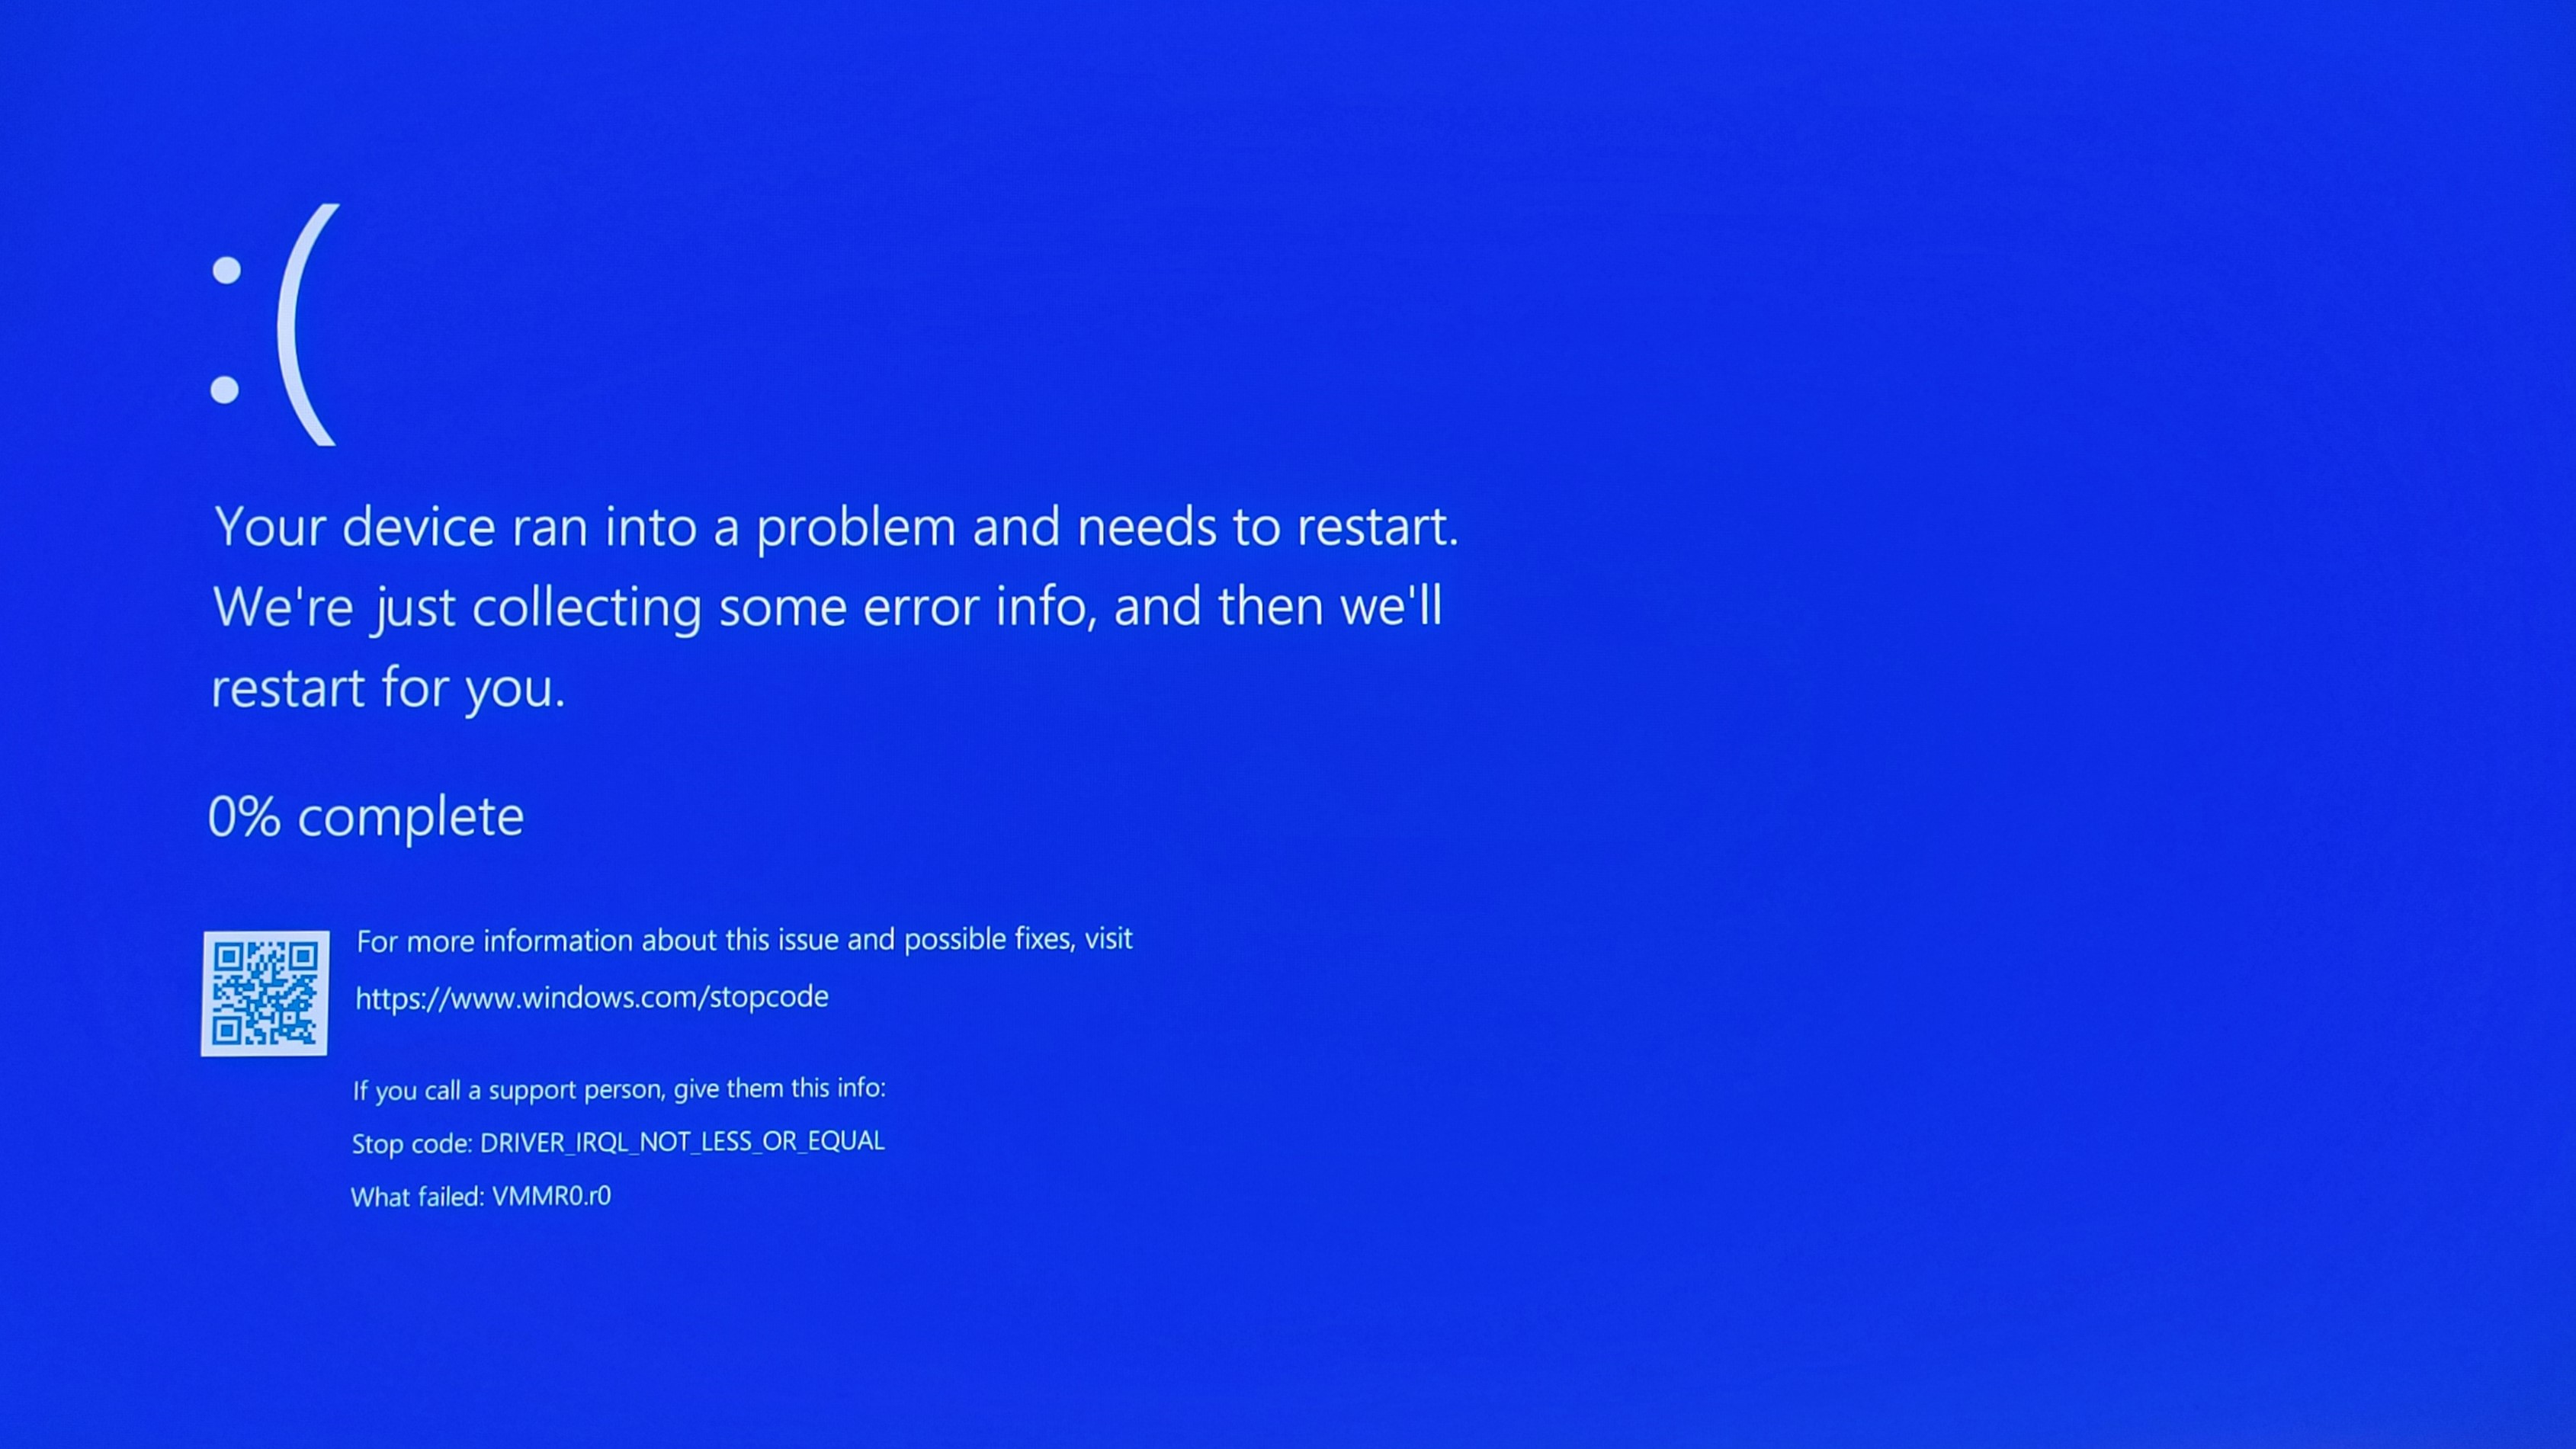 :(
Your device ran into a problem and needs to restart.
We're just collecting some error info, and then we'll
restart for you.
0% complete
For more information about this issue and possible fixes, visit
https://www.windows.com/stopcode
If you call a support person, give them this info:
Stop code: DRIVER_IRQL_NOT_LESS_OR_EQUAL
What failed: VMMR0.r0